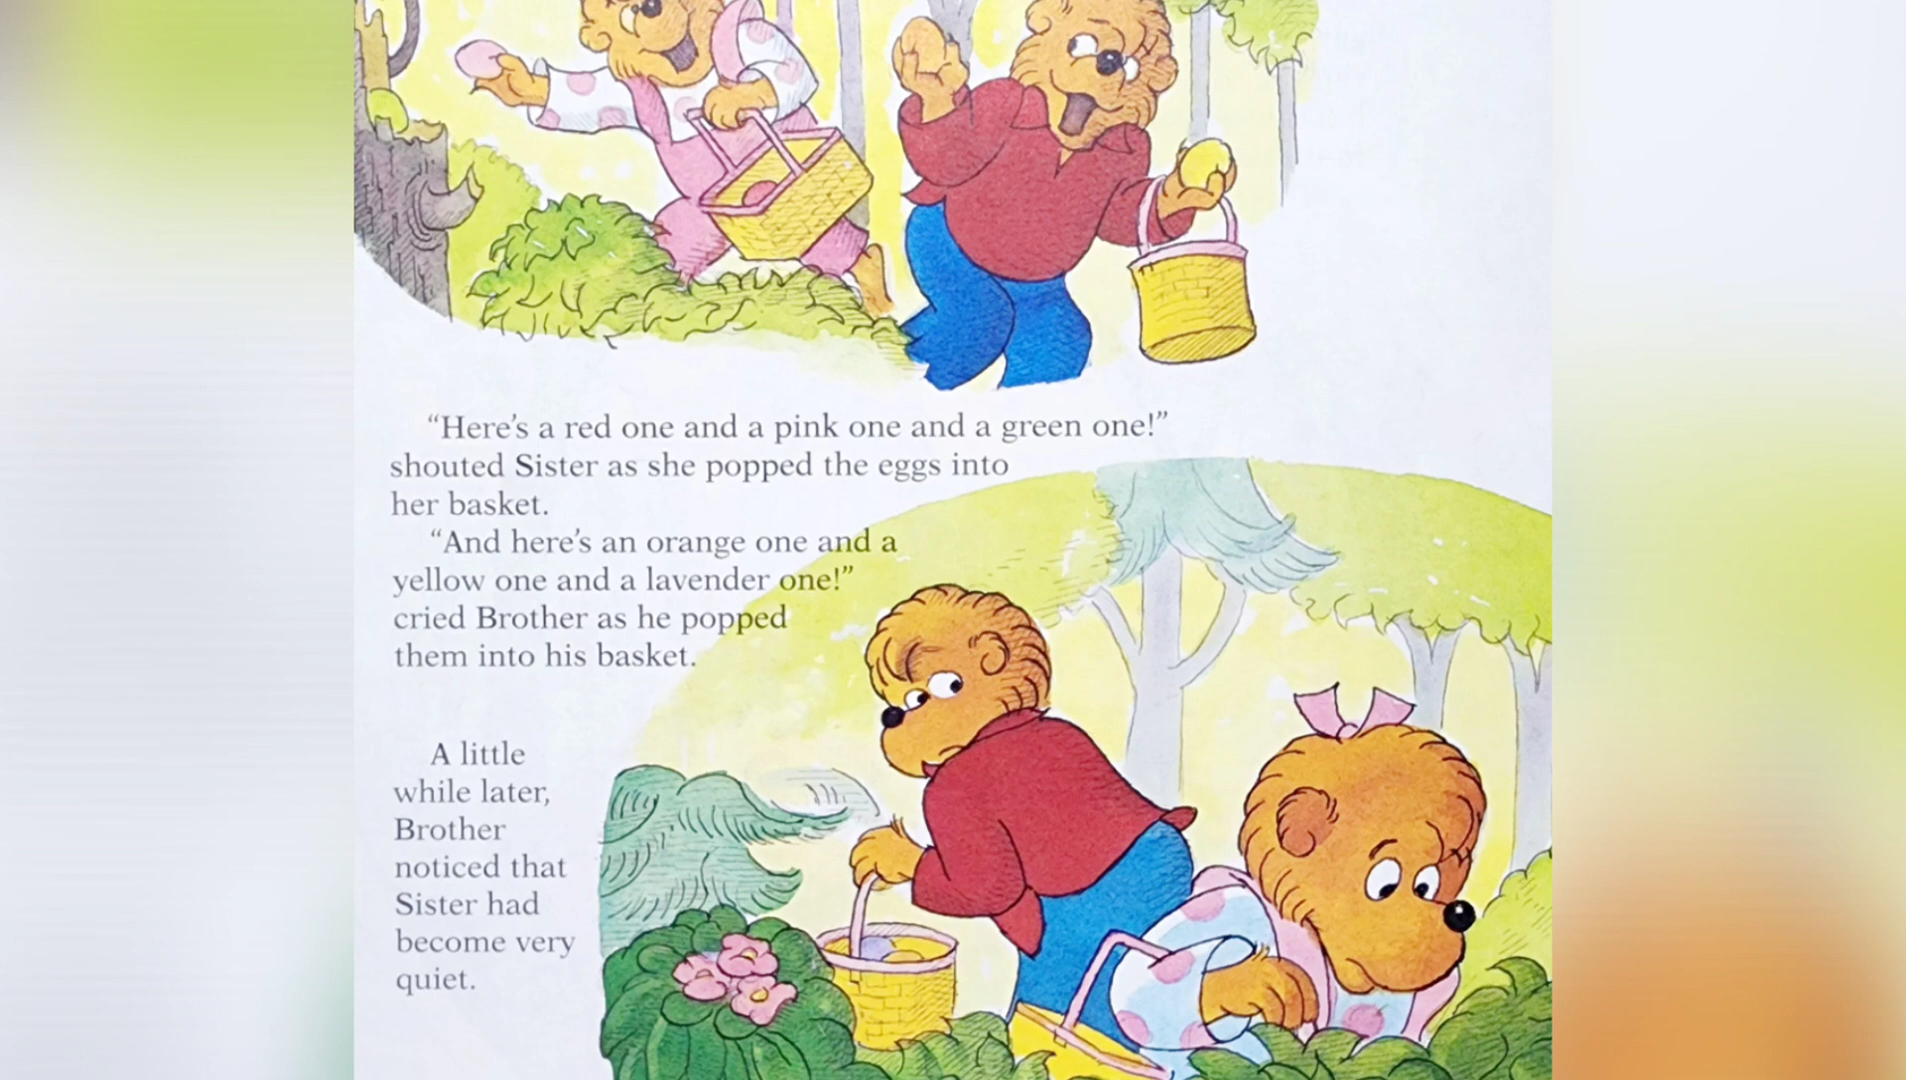 “Here’s a red one and a pink one and a green one!”
shouted Sister as she popped the eggs into
her basket.
“And here’s an orange one and a
yellow one and a lavender one!”
cried Brother as he popped
them into his basket.
A little
while later,
Brother
noticed that
Sister had
become very
quiet.